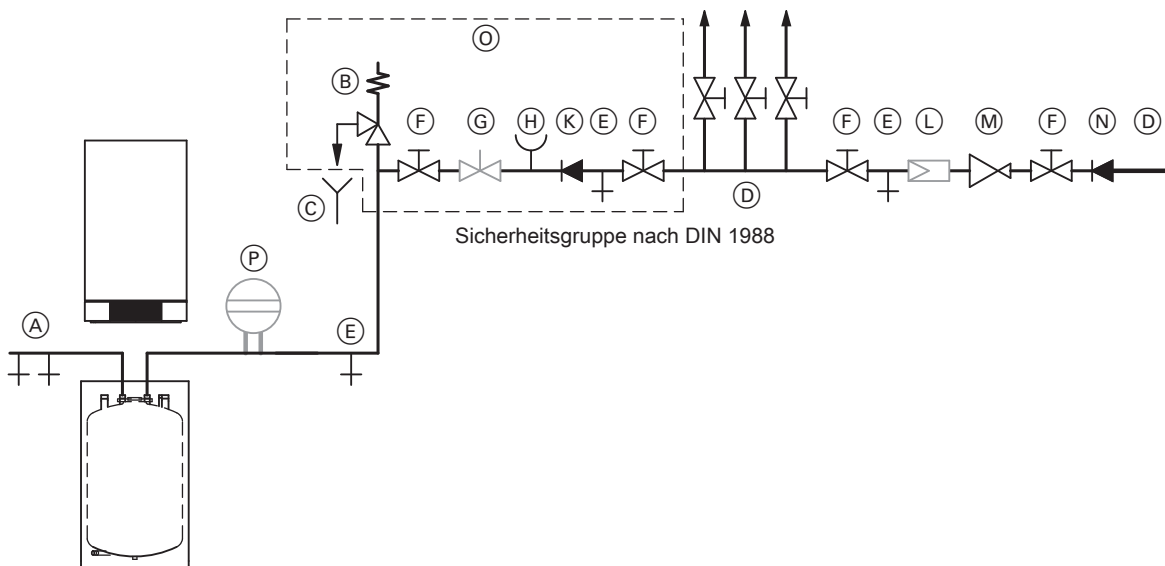 O
B
F G H K E F
F E L M F N D
C
D
Sicherheitsgruppe nach DIN 1988
P
A
E